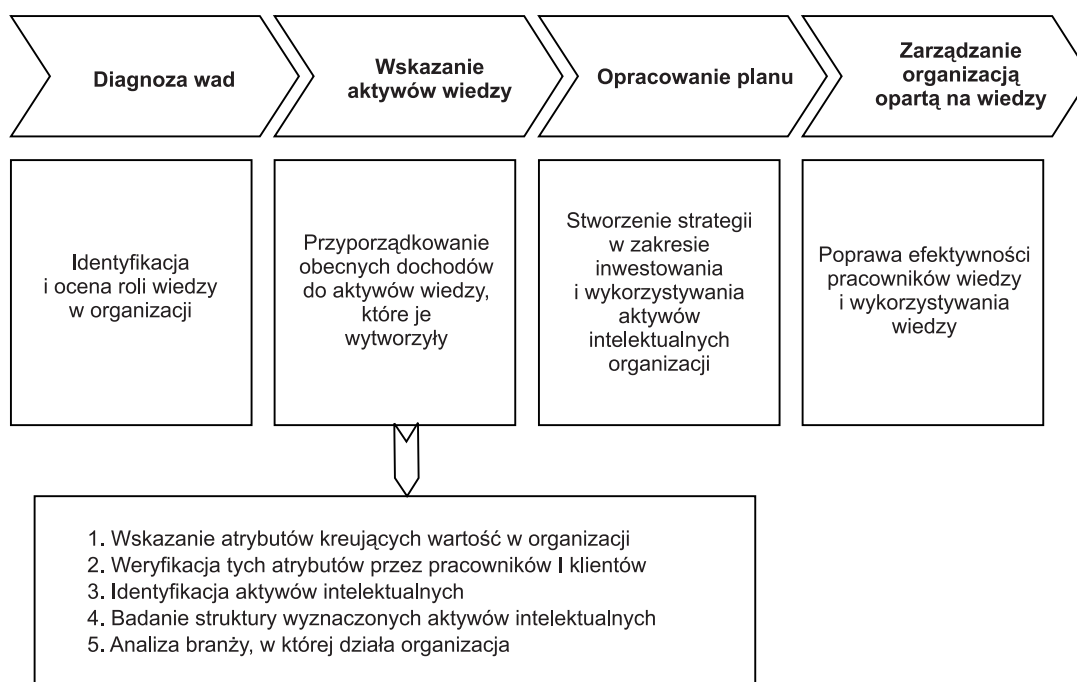 Diagnoza wad
Wskazanie
aktywów wiedzy
Opracowanie planu
Zarządzanie
organizacją
opartą na wiedzy
Identyfikacja
i ocena roli wiedzy
w organizacji
Przyporządkowanie
obecnych dochodów
do aktywów wiedzy,
które je
wytworzyły
Stworzenie strategii
w zakresie
inwestowania
i wykorzystywania
aktywów
intelektualnych
organizacji
Poprawa efektywności
pracowników wiedzy
i wykorzystywania
wiedzy
1. Wskazanie atrybutów kreujących wartość w organizacji
2. Weryfikacja tych atrybutów przez pracowników I klientów
3. Identyfikacja aktywów intelektualnych
4. Badanie struktury wyznaczonych aktywów intelektualnych
5. Analiza branży, w której działa organizacja